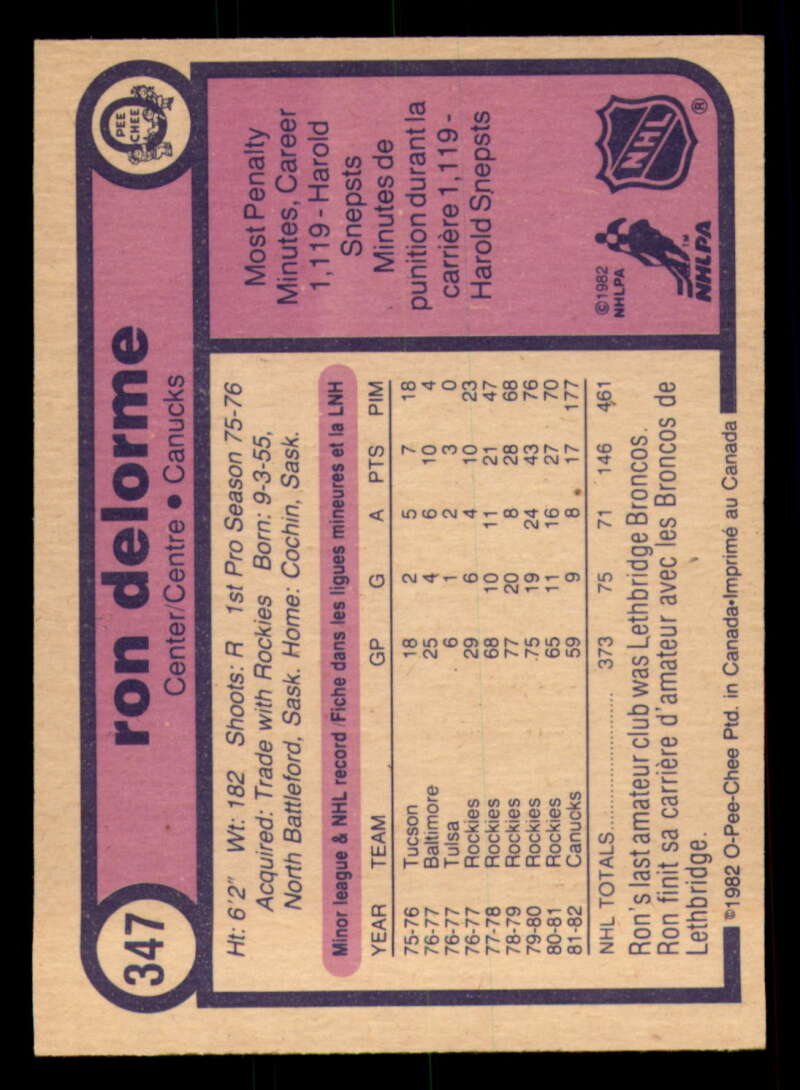 347
ron delorme
Center/Centre • Canucks
PEE
CHEE
Ht: 6'2" Wt: 182 Shoots: R 1st Pro Season 75-76
Acquired: Trade with Rockies Born: 9-3-55,
North Battleford, Sask. Home: Cochin, Sask.
Minor league & NHL record/Fiche dans les ligues mineures et la LNH
YEAR TEAM GP G A PTS PIM
75-76 Tucson 18 2 5 7 18
76-77 Baltimore 25 4 6 10 4
76-77 Tulsa 6 1 2 3 0
76-77 Rockies 29 6 4 10 23
77-78 Rockies 68 10 11 21 47
78-79 Rockies 77 20 8 28 68
79-80 Rockies 75 19 24 43 76
80-81 Rockies 65 11 16 27 70
81-82 Canucks 59 9 8 17 177
NHL TOTALS........................ 373 75 71 146 461
Ron's last amateur club was Lethbridge Broncos.
Ron finit sa carrière d'amateur avec les Broncos de
Lethbridge.
©1982 O-Pee-Chee Ptd. in Canada•Imprimé au Canada
Most Penalty
Minutes, Career
1,119 - Harold
Snepsts
Minutes de
punition durant la
carrière 1,119 -
Harold Snepsts
©1982
NHLPA
NHLPA™
NHL®